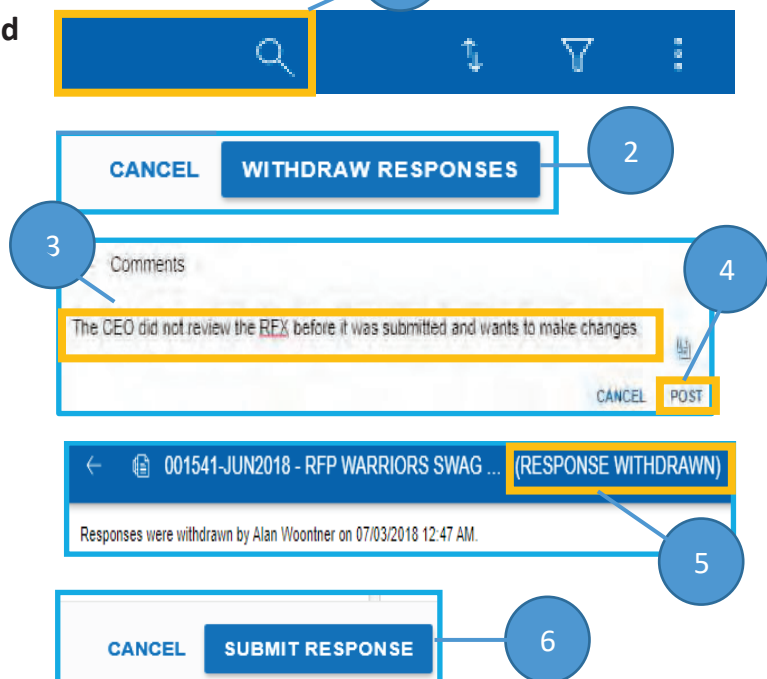 d
CANCEL WITHDRAW RESPONSES
2
3
Comments
4
The CEO did not review the RFX before it was submitted and wants to make changes
CANCEL POST
001541-JUN2018 - RFP WARRIORS SWAG ... (RESPONSE WITHDRAWN)
Responses were withdrawn by Alan Woontner on 07/03/2018 12:47 AM.
5
CANCEL SUBMIT RESPONSE
6